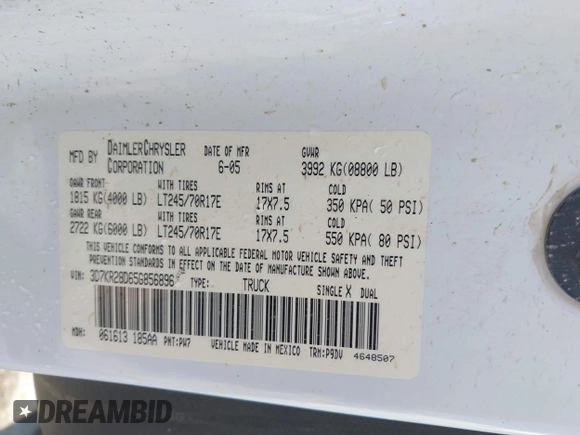 MFD BY DAIMLERCHRYSLER CORPORATION DATE OF MFR 6-05 GVWR 3992 KG(08800 LB)
GAWR FRONT WITH TIRES RIMS AT COLD
1815 KG(4000 LB) LT245/70R17E 17X7.5 350 KPA( 50 PSI)
GAWR REAR WITH TIRES RIMS AT COLD
2722 KG(6000 LB) LT245/70R17E 17X7.5 550 KPA( 80 PSI)
THIS VEHICLE CONFORMS TO ALL APPLICABLE FEDERAL MOTOR VEHICLE SAFETY AND THEFT
PREVENTION STANDARDS IN EFFECT ON THE DATE OF MANUFACTURE SHOWN ABOVE.
VIN: 3D7KR28D65G856896 TYPE: TRUCK SINGLE X DUAL
MDH: 061613 185AA PNT:PW7 VEHICLE MADE IN MEXICO TRM:P9DV 4648507
DREAMBID